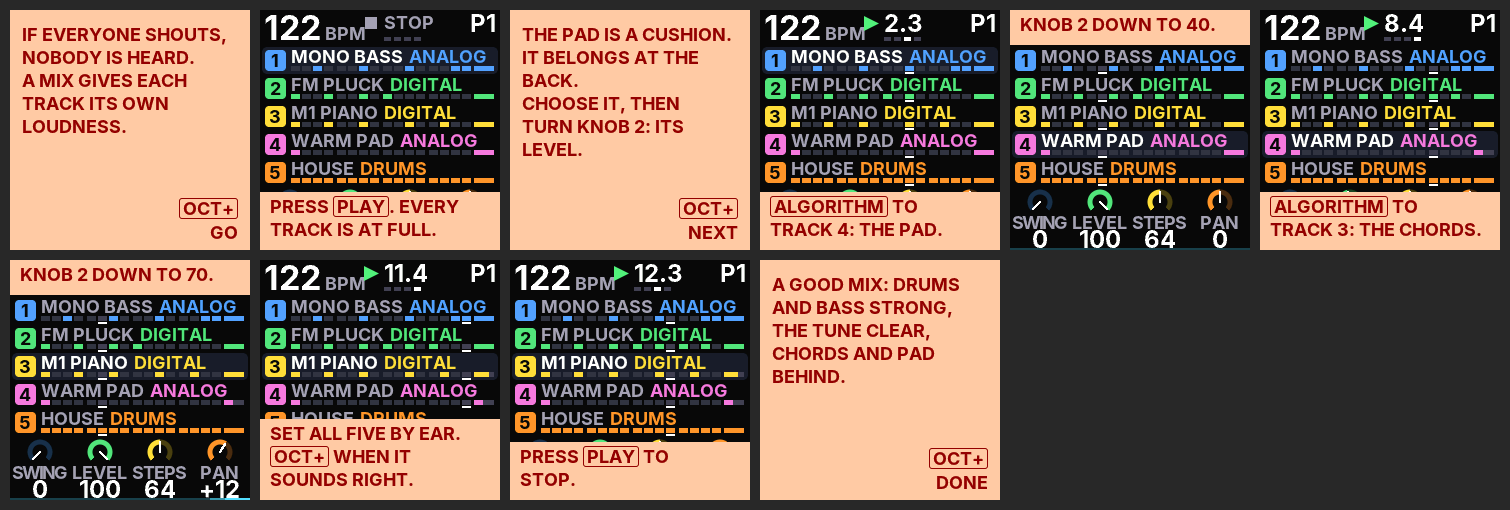 IF EVERYONE SHOUTS,
NOBODY IS HEARD.
A MIX GIVES EACH
TRACK ITS OWN
LOUDNESS.
OCT+
GO
122 BPM STOP P1
1 MONO BASS ANALOG
2 FM PLUCK DIGITAL
3 M1 PIANO DIGITAL
4 WARM PAD ANALOG
5 HOUSE DRUMS
PRESS PLAY. EVERY
TRACK IS AT FULL.
THE PAD IS A CUSHION.
IT BELONGS AT THE
BACK.
CHOOSE IT, THEN
TURN KNOB 2: ITS
LEVEL.
OCT+
NEXT
122 BPM 2.3 P1
1 MONO BASS ANALOG
2 FM PLUCK DIGITAL
3 M1 PIANO DIGITAL
4 WARM PAD ANALOG
5 HOUSE DRUMS
ALGORITHM TO
TRACK 4: THE PAD.
KNOB 2 DOWN TO 40.
1 MONO BASS ANALOG
2 FM PLUCK DIGITAL
3 M1 PIANO DIGITAL
4 WARM PAD ANALOG
5 HOUSE DRUMS
SWING LEVEL STEPS PAN
0 100 64 0
122 BPM 8.4 P1
1 MONO BASS ANALOG
2 FM PLUCK DIGITAL
3 M1 PIANO DIGITAL
4 WARM PAD ANALOG
5 HOUSE DRUMS
ALGORITHM TO
TRACK 3: THE CHORDS.
KNOB 2 DOWN TO 70.
1 MONO BASS ANALOG
2 FM PLUCK DIGITAL
3 M1 PIANO DIGITAL
4 WARM PAD ANALOG
5 HOUSE DRUMS
SWING LEVEL STEPS PAN
0 100 64 +12
122 BPM 11.4 P1
1 MONO BASS ANALOG
2 FM PLUCK DIGITAL
3 M1 PIANO DIGITAL
4 WARM PAD ANALOG
5 HOUSE DRUMS
SET ALL FIVE BY EAR.
OCT+ WHEN IT
SOUNDS RIGHT.
122 BPM 12.3 P1
1 MONO BASS ANALOG
2 FM PLUCK DIGITAL
3 M1 PIANO DIGITAL
4 WARM PAD ANALOG
5 HOUSE DRUMS
PRESS PLAY TO
STOP.
A GOOD MIX: DRUMS
AND BASS STRONG,
THE TUNE CLEAR,
CHORDS AND PAD
BEHIND.
OCT+
DONE